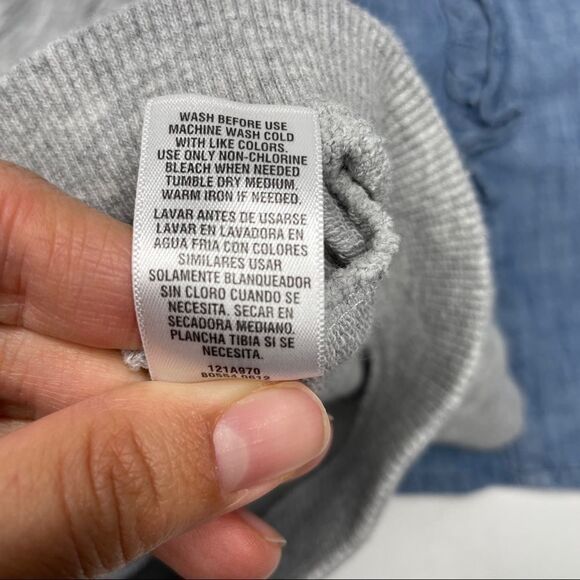 WASH BEFORE USE
MACHINE WASH COLD
WITH LIKE COLORS.
USE ONLY NON-CHLORINE
BLEACH WHEN NEEDED
TUMBLE DRY MEDIUM.
WARM IRON IF NEEDED.
LAVAR ANTES DE USARSE
LAVAR EN LAVADORA EN
AGUA FRIA CON COLORES
SIMILARES USAR
SOLAMENTE BLANQUEADOR
SIN CLORO CUANDO SE
NECESITA. SECAR EN
SECADORA MEDIANO.
PLANCHA TIBIA SI SE
NECESITA.
121A970